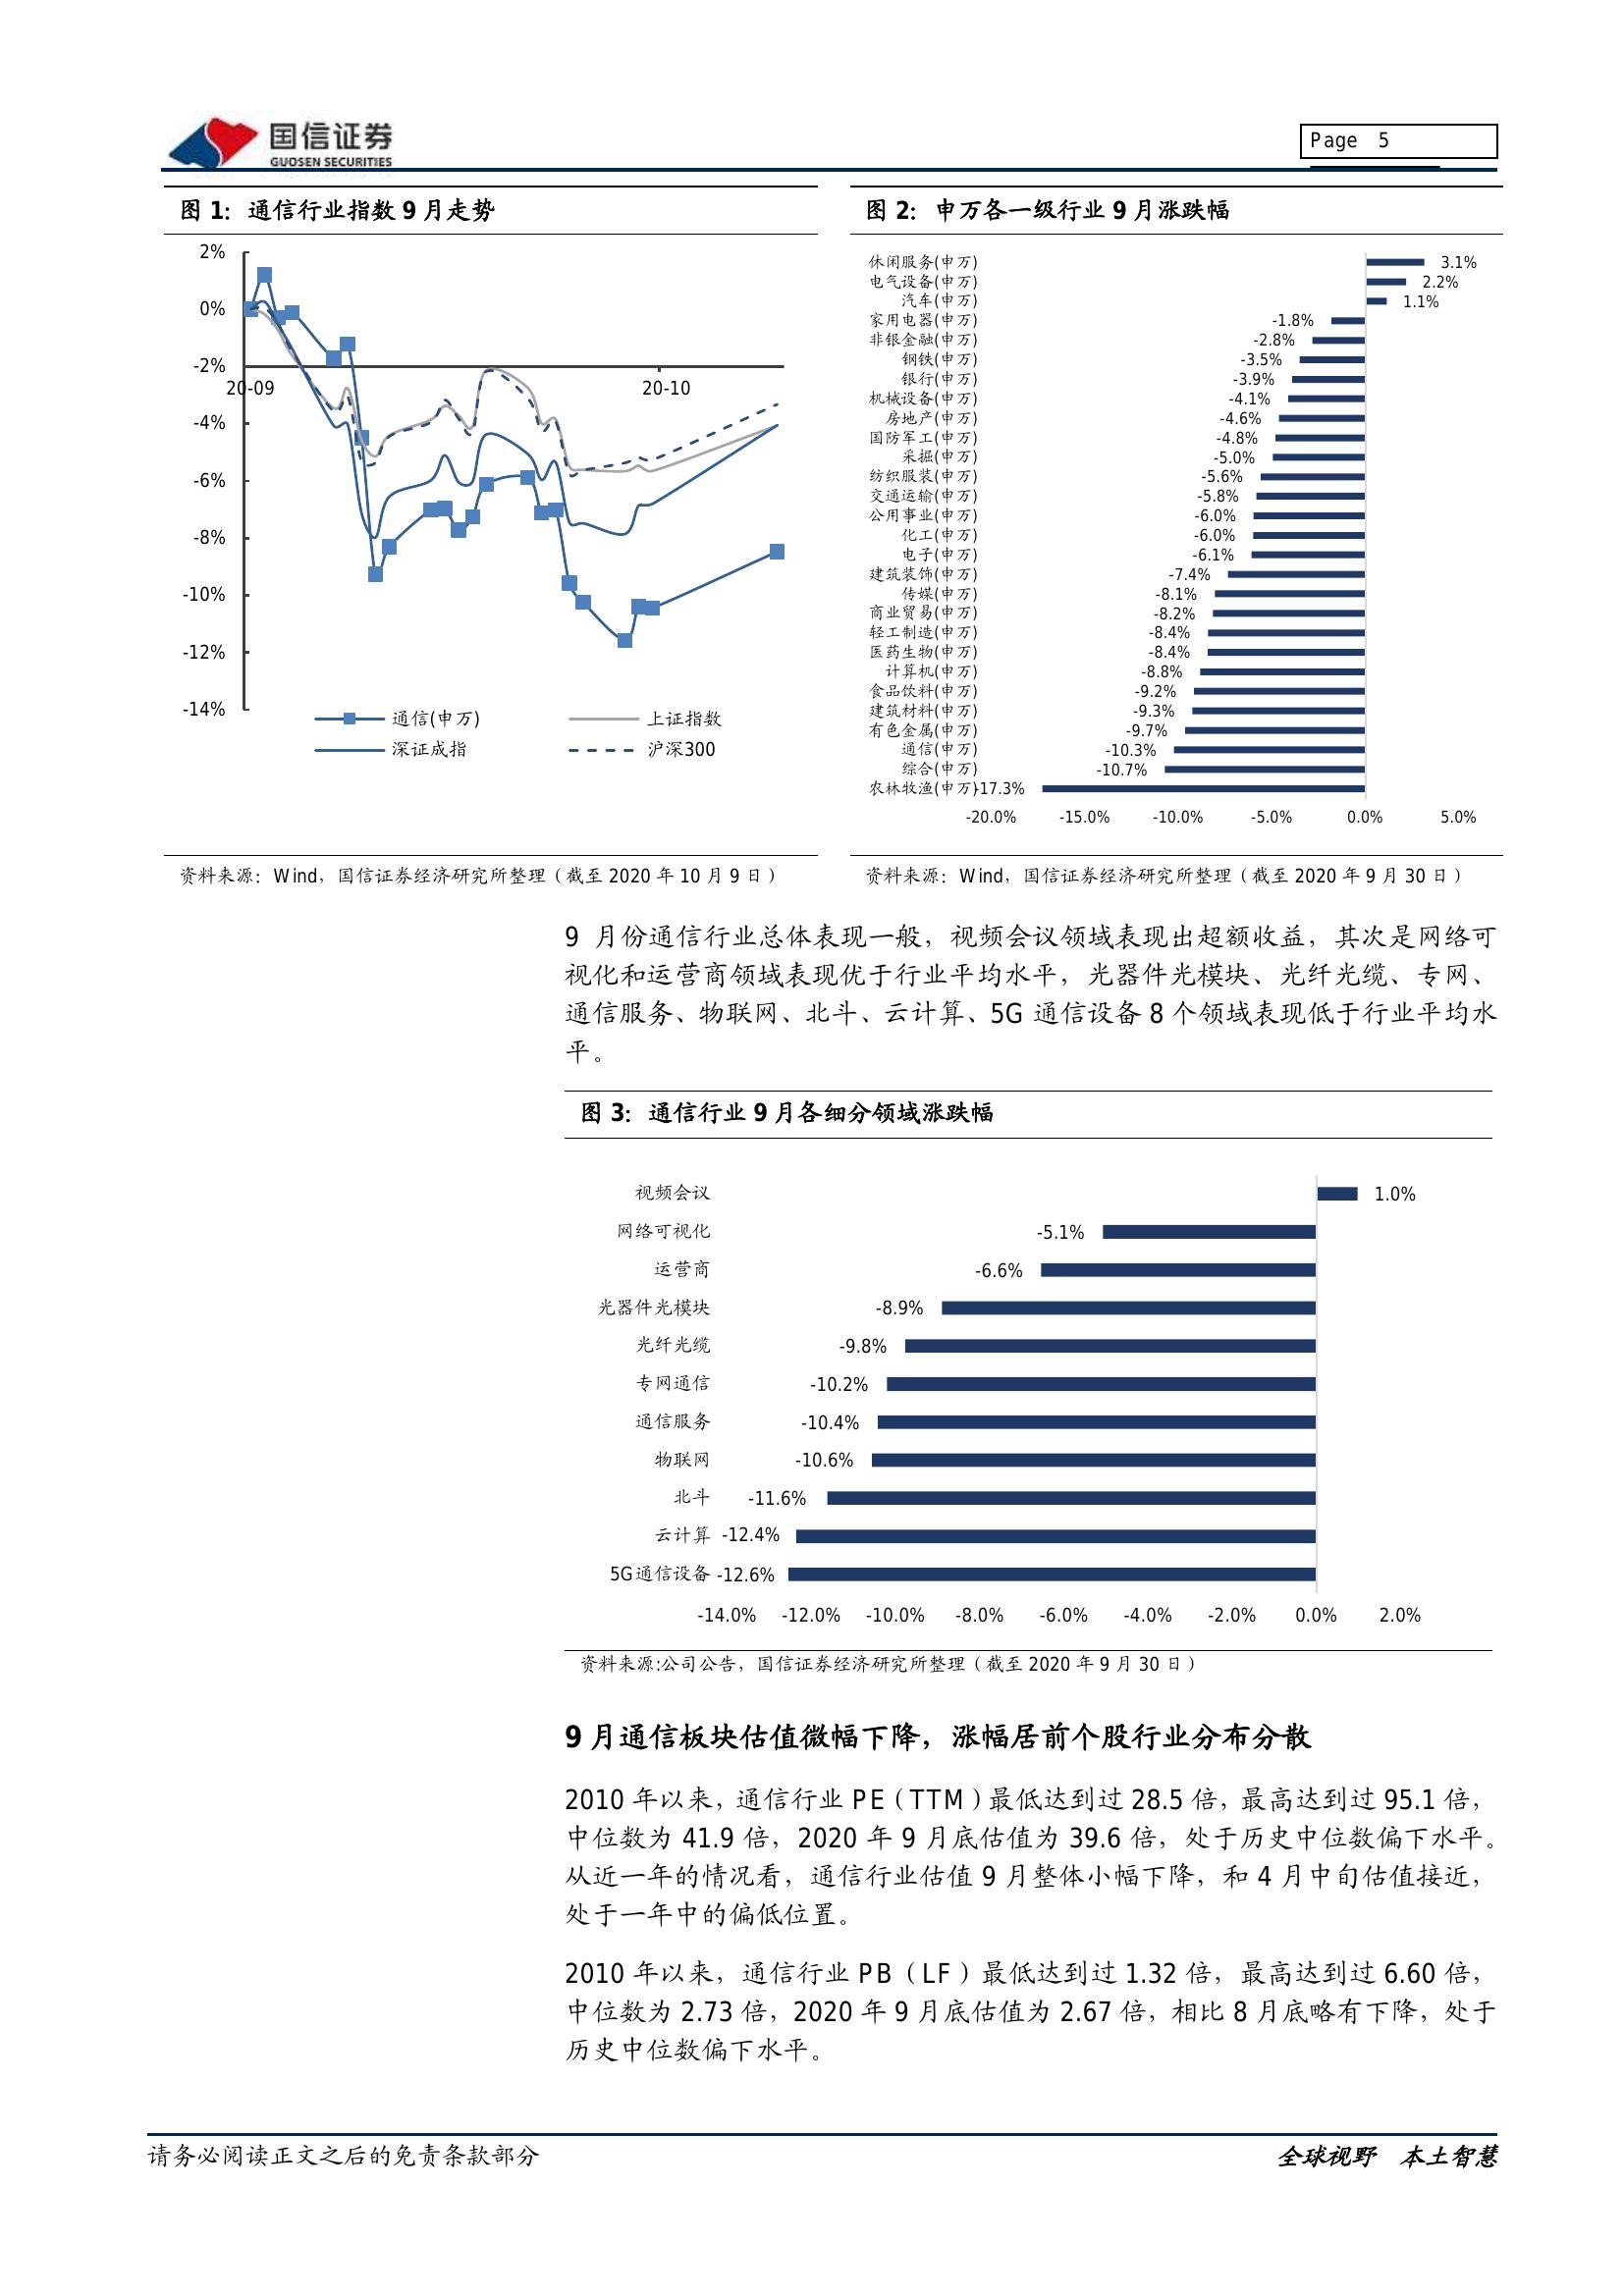 国信证券
GUOSEN SECURITIES
Page 5
图 1：通信行业指数 9 月走势
2%
0%
-2%
20-09
20-10
-4%
-6%
-8%
-10%
-12%
-14%
通信(申万)
上证指数
深证成指
沪深300
资料来源：Wind，国信证券经济研究所整理（截至 2020 年 10 月 9 日）
图 2：申万各一级行业 9 月涨跌幅
休闲服务(申万) 3.1%
电气设备(申万) 2.2%
汽车(申万) 1.1%
家用电器(申万) -1.8%
非银金融(申万) -2.8%
钢铁(申万) -3.5%
银行(申万) -3.9%
机械设备(申万) -4.1%
房地产(申万) -4.6%
国防军工(申万) -4.8%
采掘(申万) -5.0%
纺织服装(申万) -5.6%
交通运输(申万) -5.8%
公用事业(申万) -6.0%
化工(申万) -6.0%
电子(申万) -6.1%
建筑装饰(申万) -7.4%
传媒(申万) -8.1%
商业贸易(申万) -8.2%
轻工制造(申万) -8.4%
医药生物(申万) -8.4%
计算机(申万) -8.8%
食品饮料(申万) -9.2%
建筑材料(申万) -9.3%
有色金属(申万) -9.7%
通信(申万) -10.3%
综合(申万) -10.7%
农林牧渔(申万) -17.3%
-20.0% -15.0% -10.0% -5.0% 0.0% 5.0%
资料来源：Wind，国信证券经济研究所整理（截至 2020 年 9 月 30 日）
9 月份通信行业总体表现一般，视频会议领域表现出超额收益，其次是网络可
视化和运营商领域表现优于行业平均水平，光器件光模块、光纤光缆、专网、
通信服务、物联网、北斗、云计算、5G 通信设备 8 个领域表现低于行业平均水
平。
图 3：通信行业 9 月各细分领域涨跌幅
视频会议 1.0%
网络可视化 -5.1%
运营商 -6.6%
光器件光模块 -8.9%
光纤光缆 -9.8%
专网通信 -10.2%
通信服务 -10.4%
物联网 -10.6%
北斗 -11.6%
云计算 -12.4%
5G通信设备 -12.6%
-14.0% -12.0% -10.0% -8.0% -6.0% -4.0% -2.0% 0.0% 2.0%
资料来源:公司公告，国信证券经济研究所整理（截至 2020 年 9 月 30 日）
9 月通信板块估值微幅下降，涨幅居前个股行业分布分散
2010 年以来，通信行业 PE（TTM）最低达到过 28.5 倍，最高达到过 95.1 倍，
中位数为 41.9 倍，2020 年 9 月底估值为 39.6 倍，处于历史中位数偏下水平。
从近一年的情况看，通信行业估值 9 月整体小幅下降，和 4 月中旬估值接近，
处于一年中的偏低位置。
2010 年以来，通信行业 PB（LF）最低达到过 1.32 倍，最高达到过 6.60 倍，
中位数为 2.73 倍，2020 年 9 月底估值为 2.67 倍，相比 8 月底略有下降，处于
历史中位数偏下水平。
请务必阅读正文之后的免责条款部分
全球视野 本土智慧